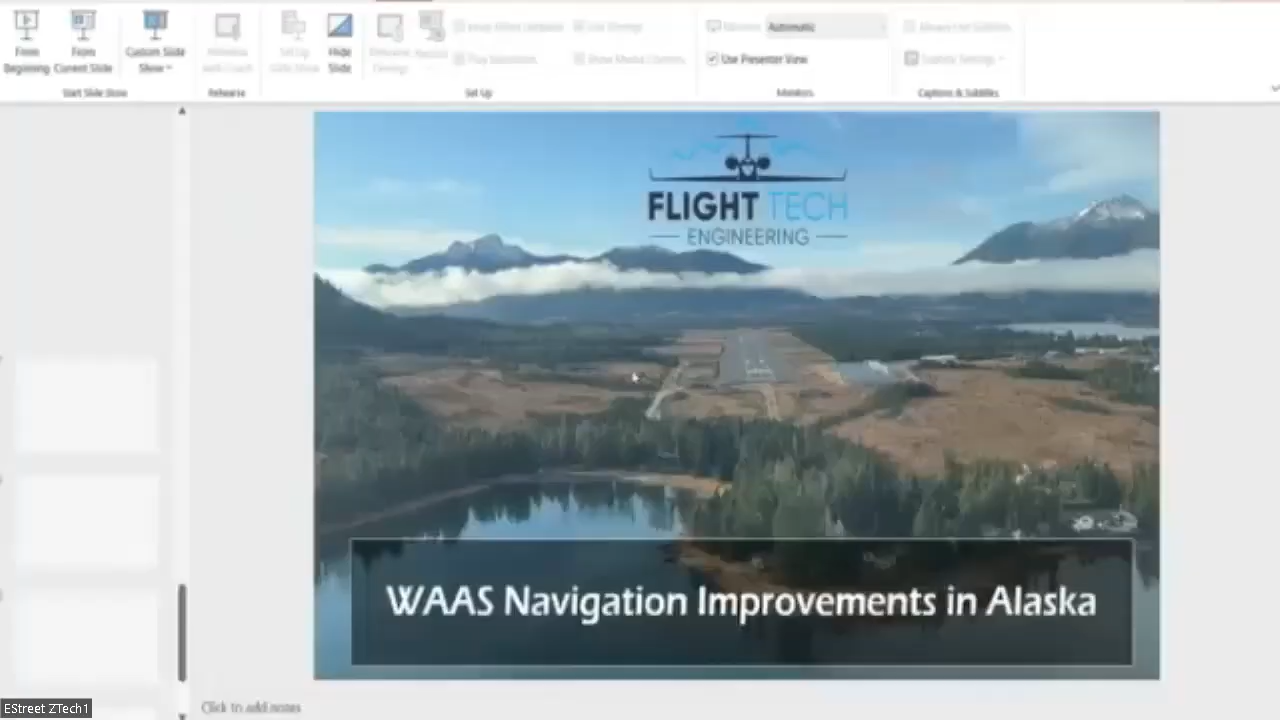 From
Beginning
From
Current Slide
Custom Slide
Show
Hide
Slide
Automatic
Use Presenter View
Start Slide Show
Rehearse
Set Up
Monitors
Captions & Subtitles
FLIGHT TECH
ENGINEERING
WAAS Navigation Improvements in Alaska
Click to add notes
EStreet ZTech1